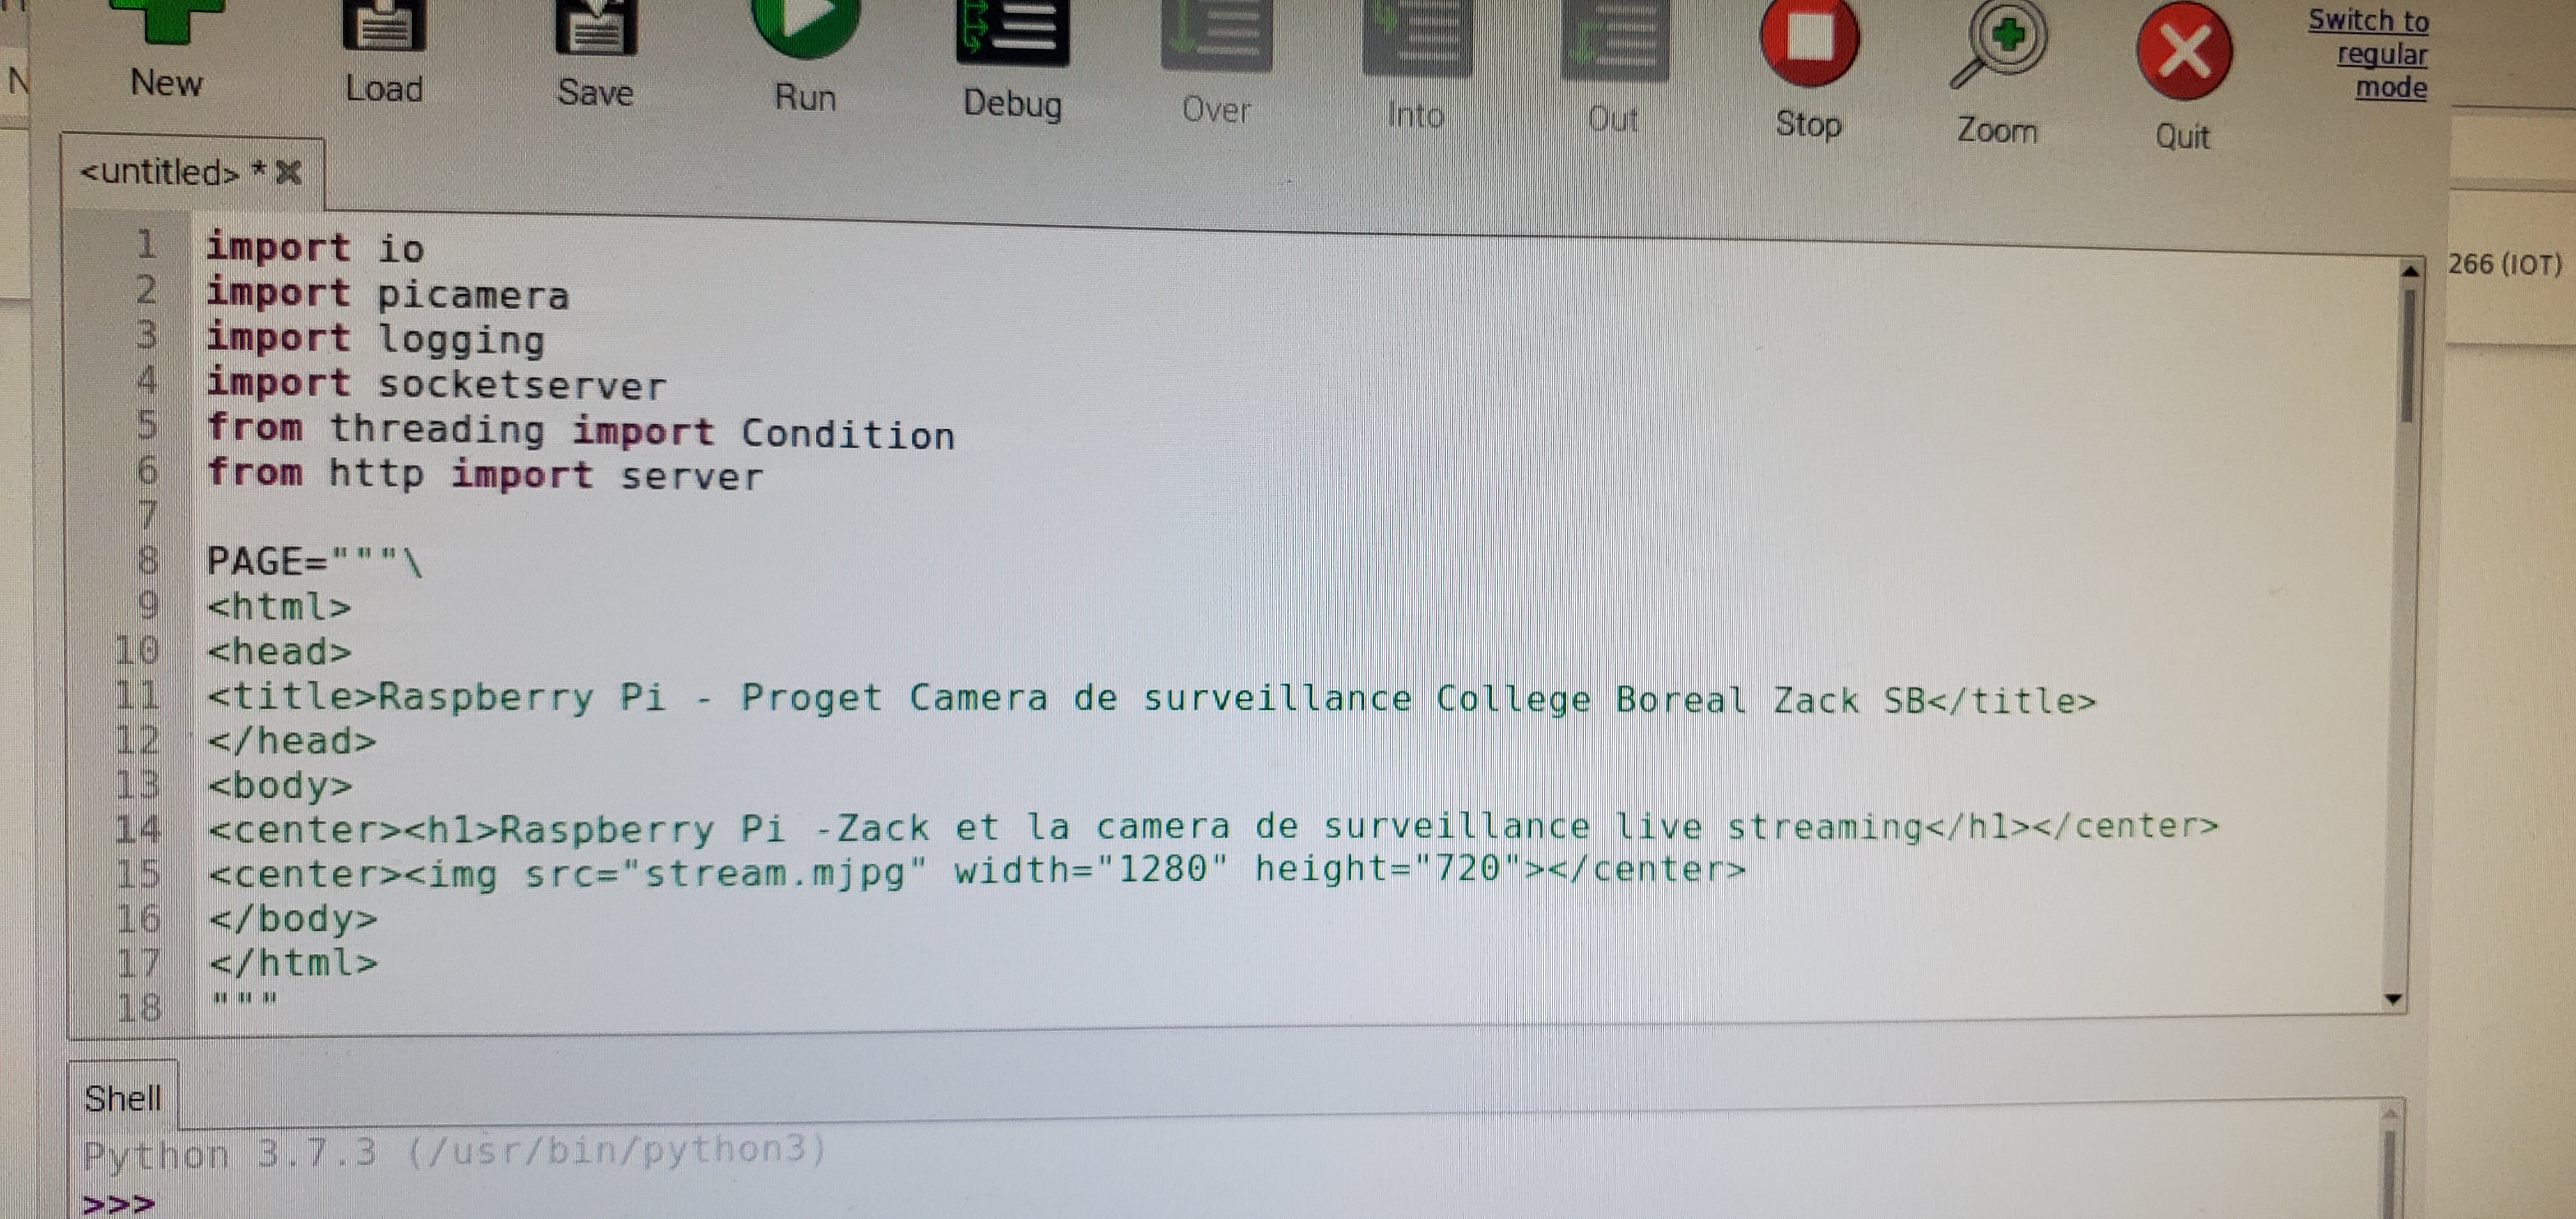 New Load Save Run Debug Over Into Out Stop Zoom Quit
Switch to
regular
mode
N
<untitled> *
266 (IOT)
1 import io
2 import picamera
3 import logging
4 import socketserver
5 from threading import Condition
6 from http import server
7
8 PAGE="""\
9 <html>
10 <head>
11 <title>Raspberry Pi - Proget Camera de surveillance College Boreal Zack SB</title>
12 </head>
13 <body>
14 <center><h1>Raspberry Pi -Zack et la camera de surveillance live streaming</h1></center>
15 <center><img src="stream.mjpg" width="1280" height="720"></center>
16 </body>
17 </html>
18 """
Shell
Python 3.7.3 (/usr/bin/python3)
>>>